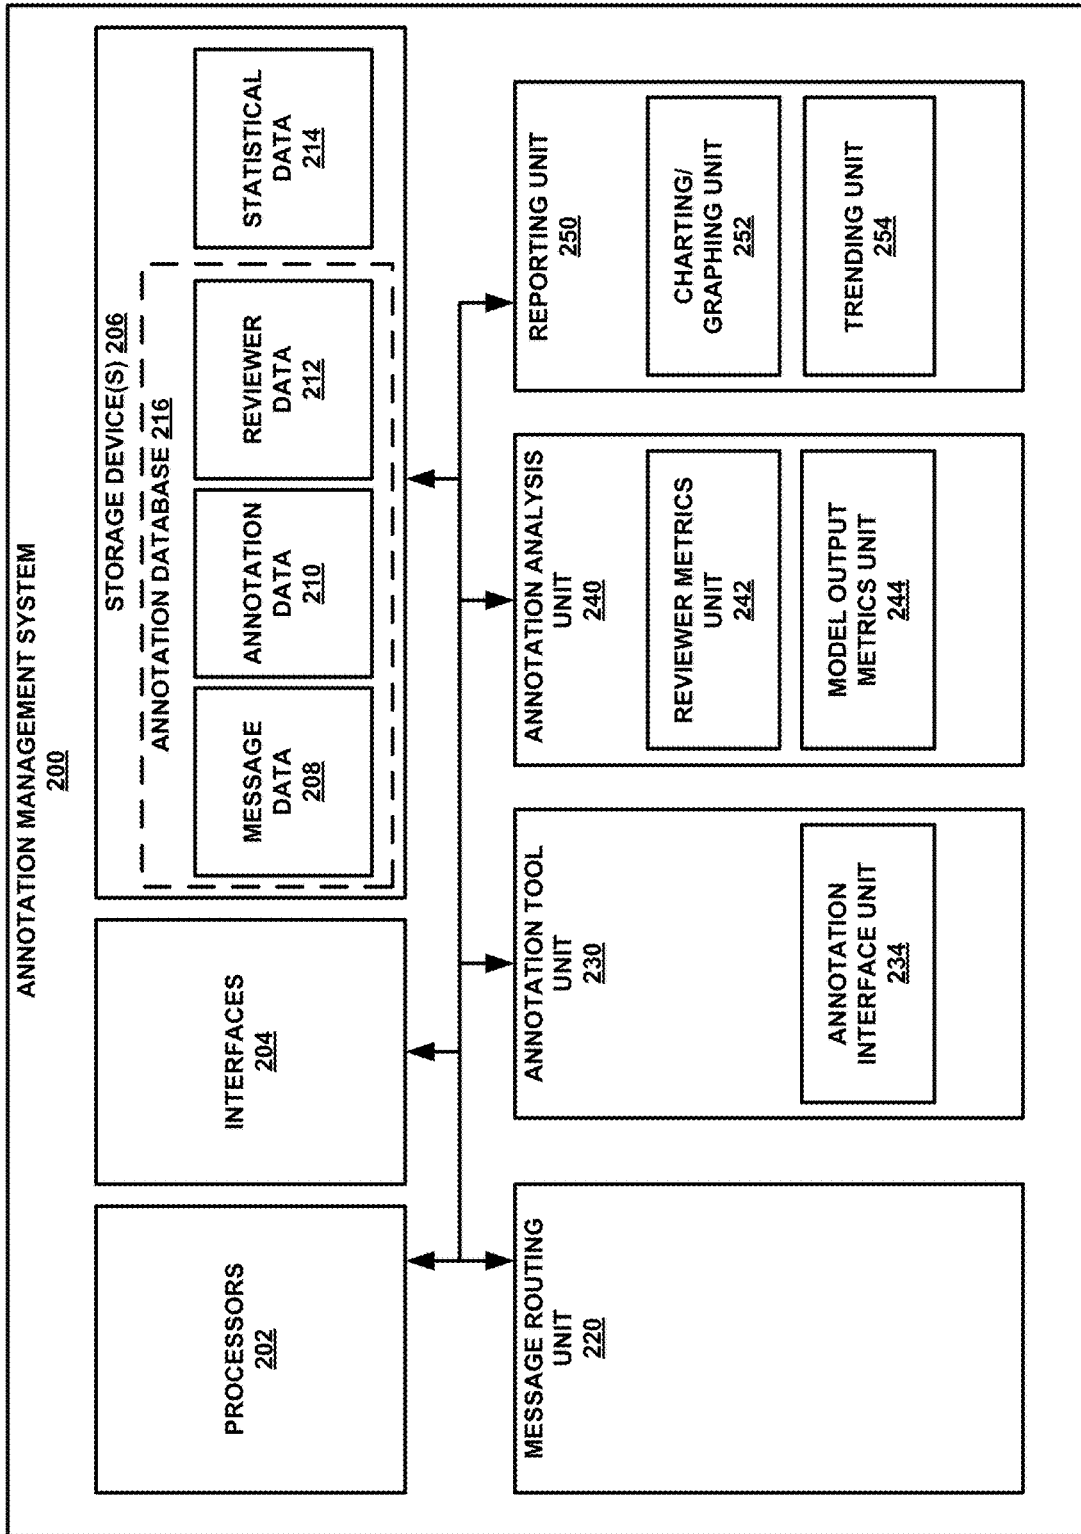 ANNOTATION MANAGEMENT SYSTEM
200
PROCESSORS
202
INTERFACES
204
STORAGE DEVICE(S) 206
ANNOTATION DATABASE 216
MESSAGE
DATA
208
ANNOTATION
DATA
210
REVIEWER
DATA
212
STATISTICAL
DATA
214
MESSAGE ROUTING
UNIT
220
ANNOTATION TOOL
UNIT
230
ANNOTATION
INTERFACE UNIT
234
ANNOTATION ANALYSIS
UNIT
240
REVIEWER METRICS
UNIT
242
MODEL OUTPUT
METRICS UNIT
244
REPORTING UNIT
250
CHARTING/
GRAPHING UNIT
252
TRENDING UNIT
254